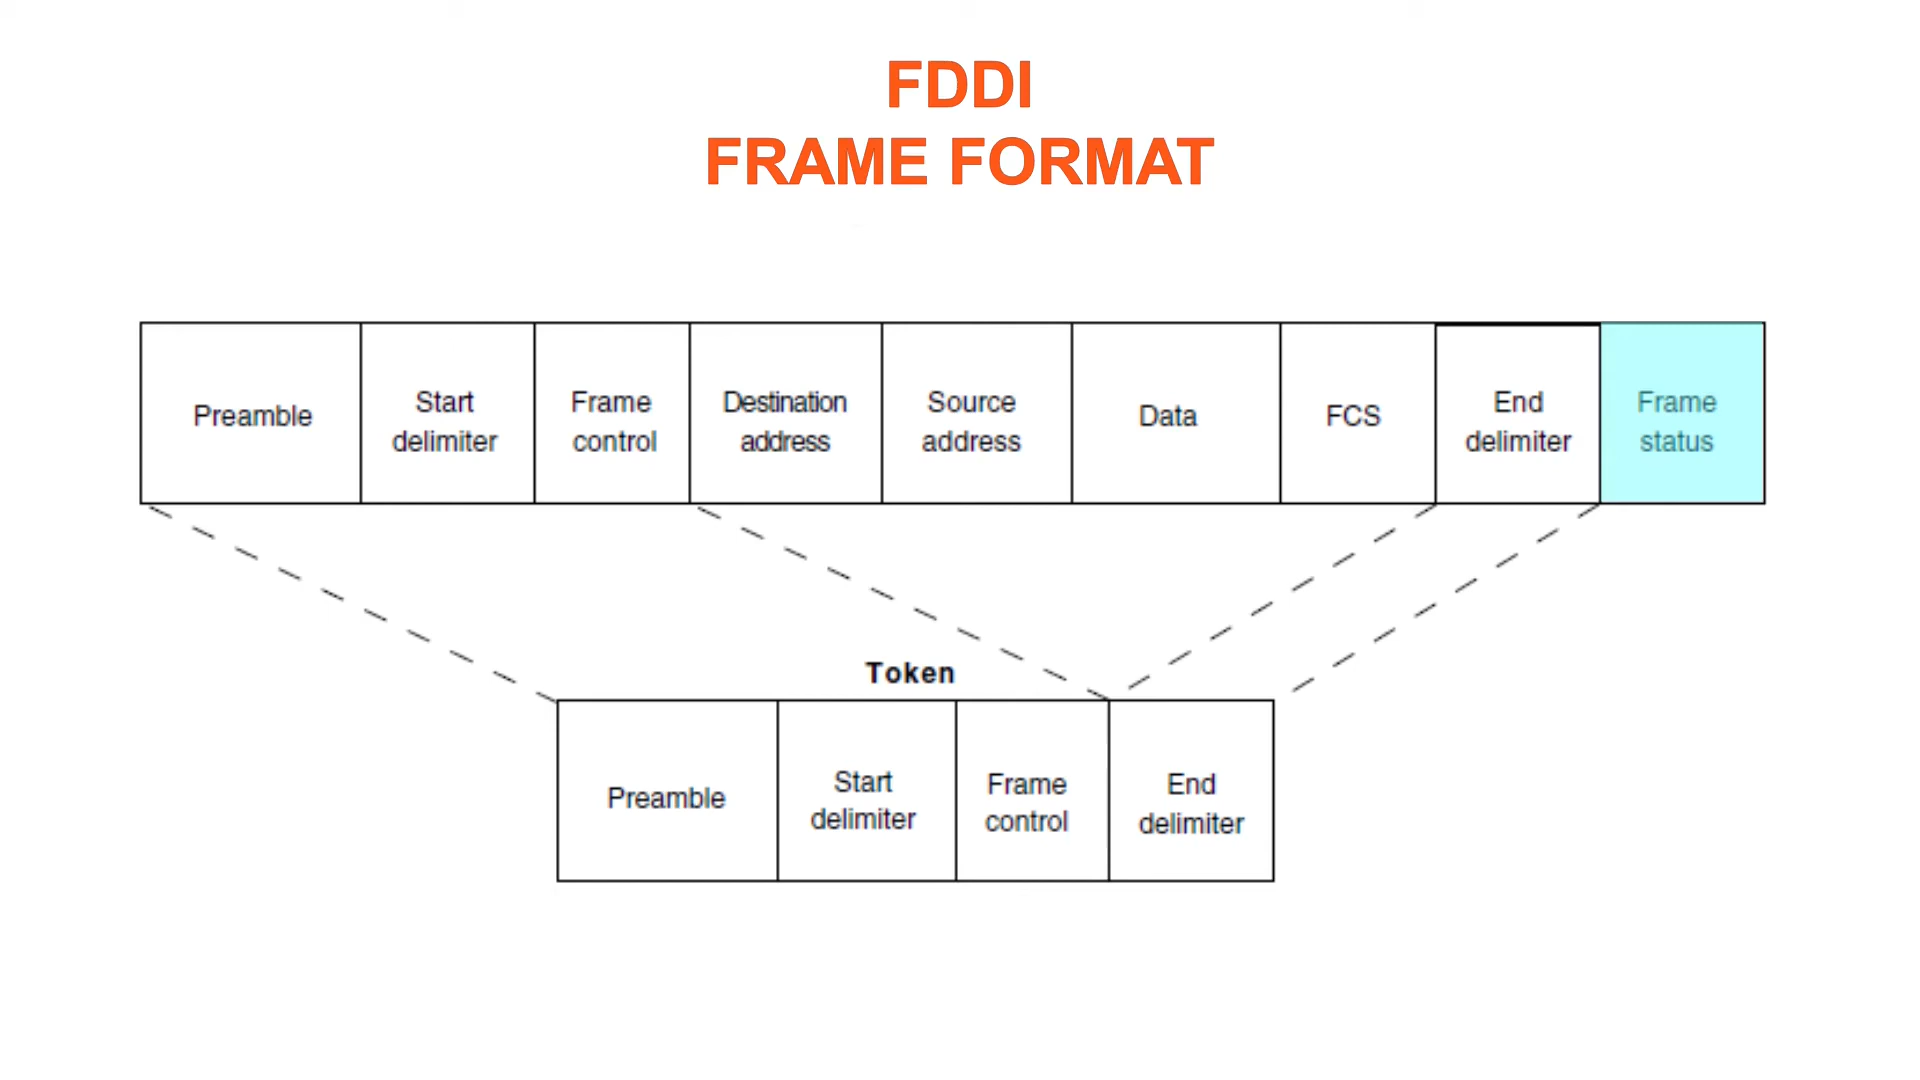 FDDI
FRAME FORMAT
Preamble
Start
delimiter
Frame
control
Destination
address
Source
address
Data
FCS
End
delimiter
Frame
status
Token
Preamble
Start
delimiter
Frame
control
End
delimiter